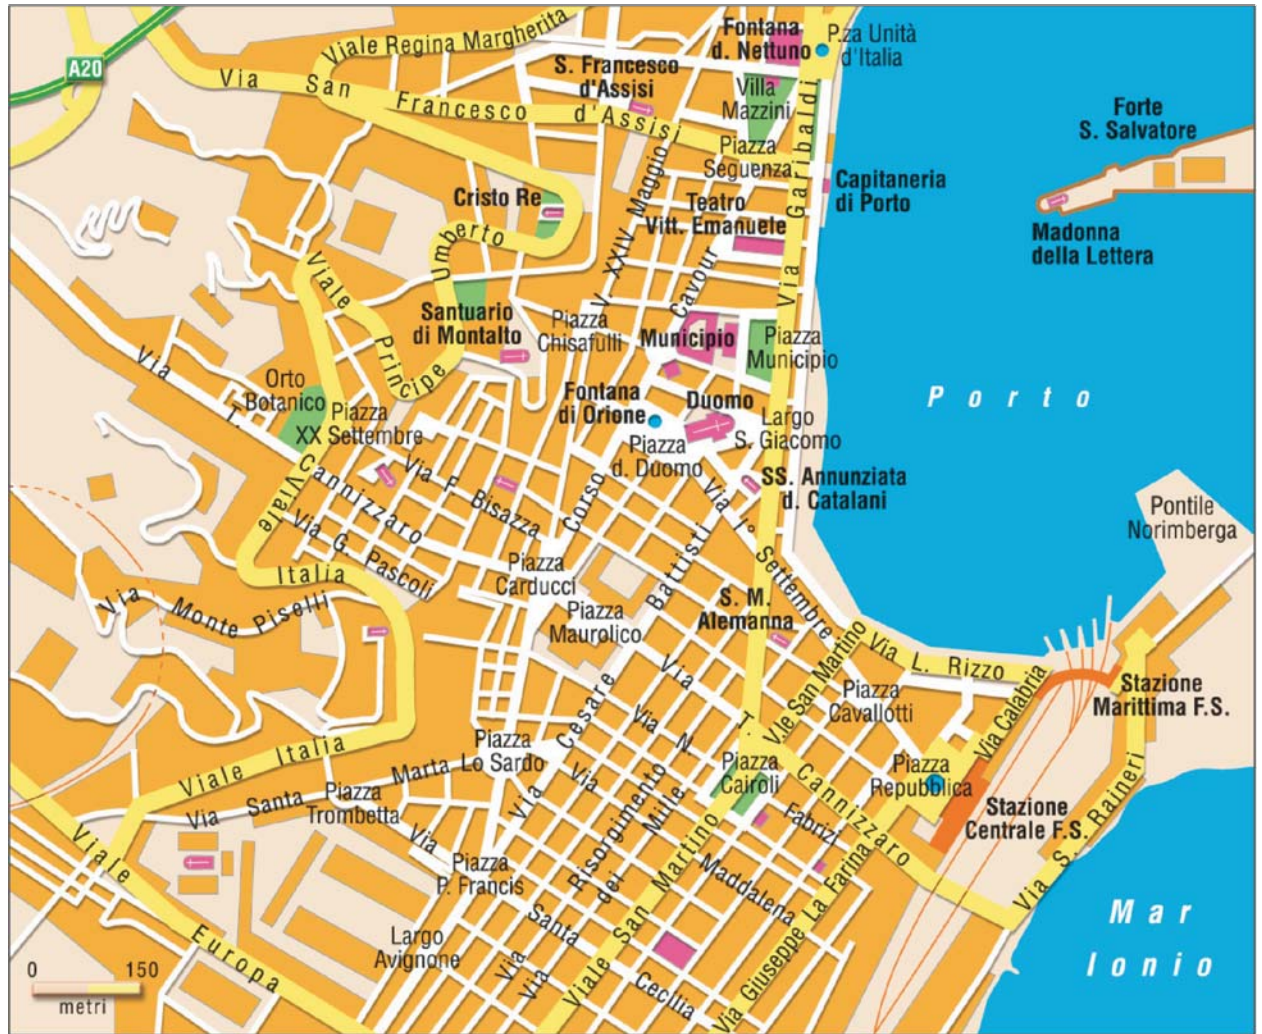 Viale Regina Margherita
Fontana
d. Nettuno
P.za Unità
d'Italia
A20
Via San Francesco d'Assisi
S. Francesco
d'Assisi
Villa
Mazzini
Forte
S. Salvatore
Piazza
Seguenza
Via Garibaldi
Capitaneria
di Porto
Cristo Re
V. XXIV Maggio
Teatro
Vitt. Emanuele
Madonna
della Lettera
Viale Principe Umberto
Cavour
Santuario
di Montalto
Piazza
Chisafulli
Municipio
Piazza
Municipio
Via T. Cannizzaro
Orto
Botanico
Piazza
XX Settembre
Fontana
di Orione
Duomo
Largo
S. Giacomo
Porto
Piazza
d. Duomo
Via F. Bisazza
Corso
SS. Annunziata
d. Catalani
Via I° Settembre
Pontile
Norimberga
Viale Italia
Via G. Pascoli
Piazza
Carducci
Via Monte Piselli
Piazza
Maurolico
Via Cesare Battisti
S. M.
Alemanna
V.le San Martino
Via L. Rizzo
Via T. Cannizzaro
Piazza
Cavallotti
Via Calabria
Stazione
Marittima F.S.
Viale Italia
Piazza
Lo Sardo
Via N. Fabrizi
Piazza
Cairoli
Piazza
Repubblica
Via Santa Marta
Piazza
Trombetta
Via Maddalena
Stazione
Centrale F.S.
Via S. Raineri
Viale Europa
Via Santa Cecilia
Piazza
P. Francis
Via Risorgimento
Via dei Mille
Viale San Martino
Via Giuseppe La Farina
Largo
Avignone
Mar
Ionio
0 150
metri